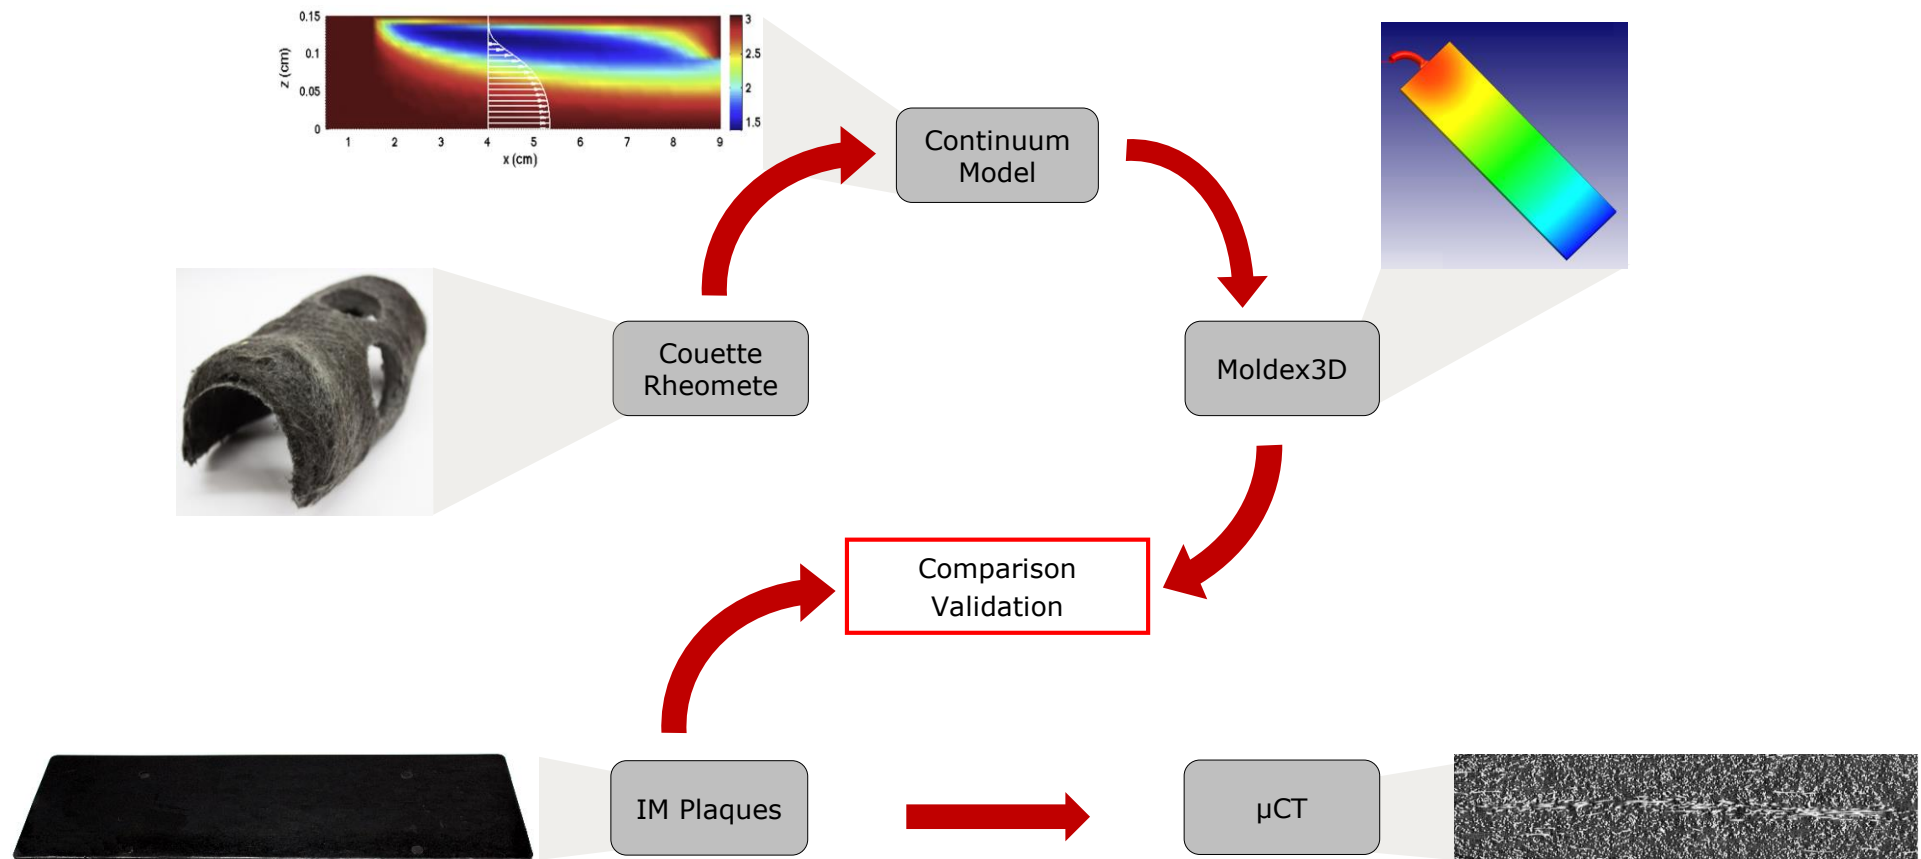 0.15
0.1
0.05
0
z (cm)
1 2 3 4 5 6 7 8 9
x (cm)
3
2.5
2
1.5
Continuum
Model
Couette
Rheomete
Moldex3D
Comparison
Validation
IM Plaques
µCT